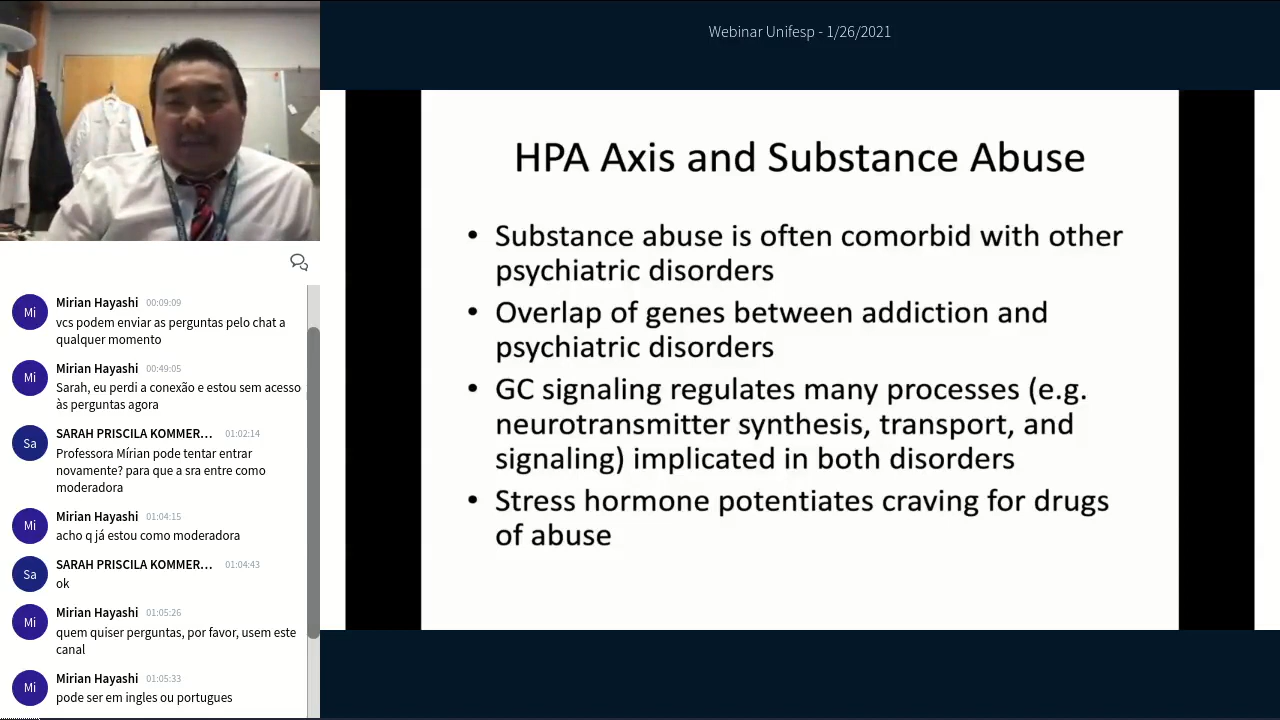 Webinar Unifesp - 1/26/2021
HPA Axis and Substance Abuse
• Substance abuse is often comorbid with other
psychiatric disorders
• Overlap of genes between addiction and
psychiatric disorders
• GC signaling regulates many processes (e.g.
neurotransmitter synthesis, transport, and
signaling) implicated in both disorders
• Stress hormone potentiates craving for drugs
of abuse
Mi
Mirian Hayashi 00:09:09
vcs podem enviar as perguntas pelo chat a
qualquer momento
Mi
Mirian Hayashi 00:49:05
Sarah, eu perdi a conexão e estou sem acesso
às perguntas agora
Sa
SARAH PRISCILA KOMMER... 01:02:14
Professora Mírian pode tentar entrar
novamente? para que a sra entre como
moderadora
Mi
Mirian Hayashi 01:04:15
acho q já estou como moderadora
Sa
SARAH PRISCILA KOMMER... 01:04:43
ok
Mi
Mirian Hayashi 01:05:26
quem quiser perguntas, por favor, usem este
canal
Mi
Mirian Hayashi 01:05:33
pode ser em ingles ou portugues